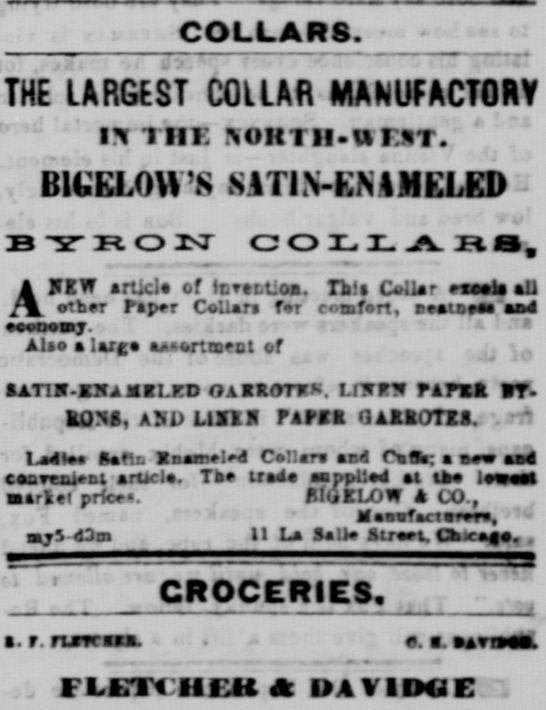 COLLARS.
THE LARGEST COLLAR MANUFACTORY
IN THE NORTH-WEST.
BIGELOW'S SATIN-ENAMELED
BYRON COLLARS,
A NEW article of invention. This Collar excels all
other Paper Collars for comfort, neatness and
economy.
Also a large assortment of
SATIN-ENAMELED GARROTES. LINEN PAPER BY-
RONS, AND LINEN PAPER GARROTES.
Ladies Satin Enameled Collars and Cuffs; a new and
convenient article. The trade supplied at the lowest
market prices. BIGELOW & CO.,
Manufacturers,
my5-d3m 11 La Salle Street, Chicago.
GROCERIES.
F. FLETCHER. DAVIDGE.
FLETCHER & DAVIDGE